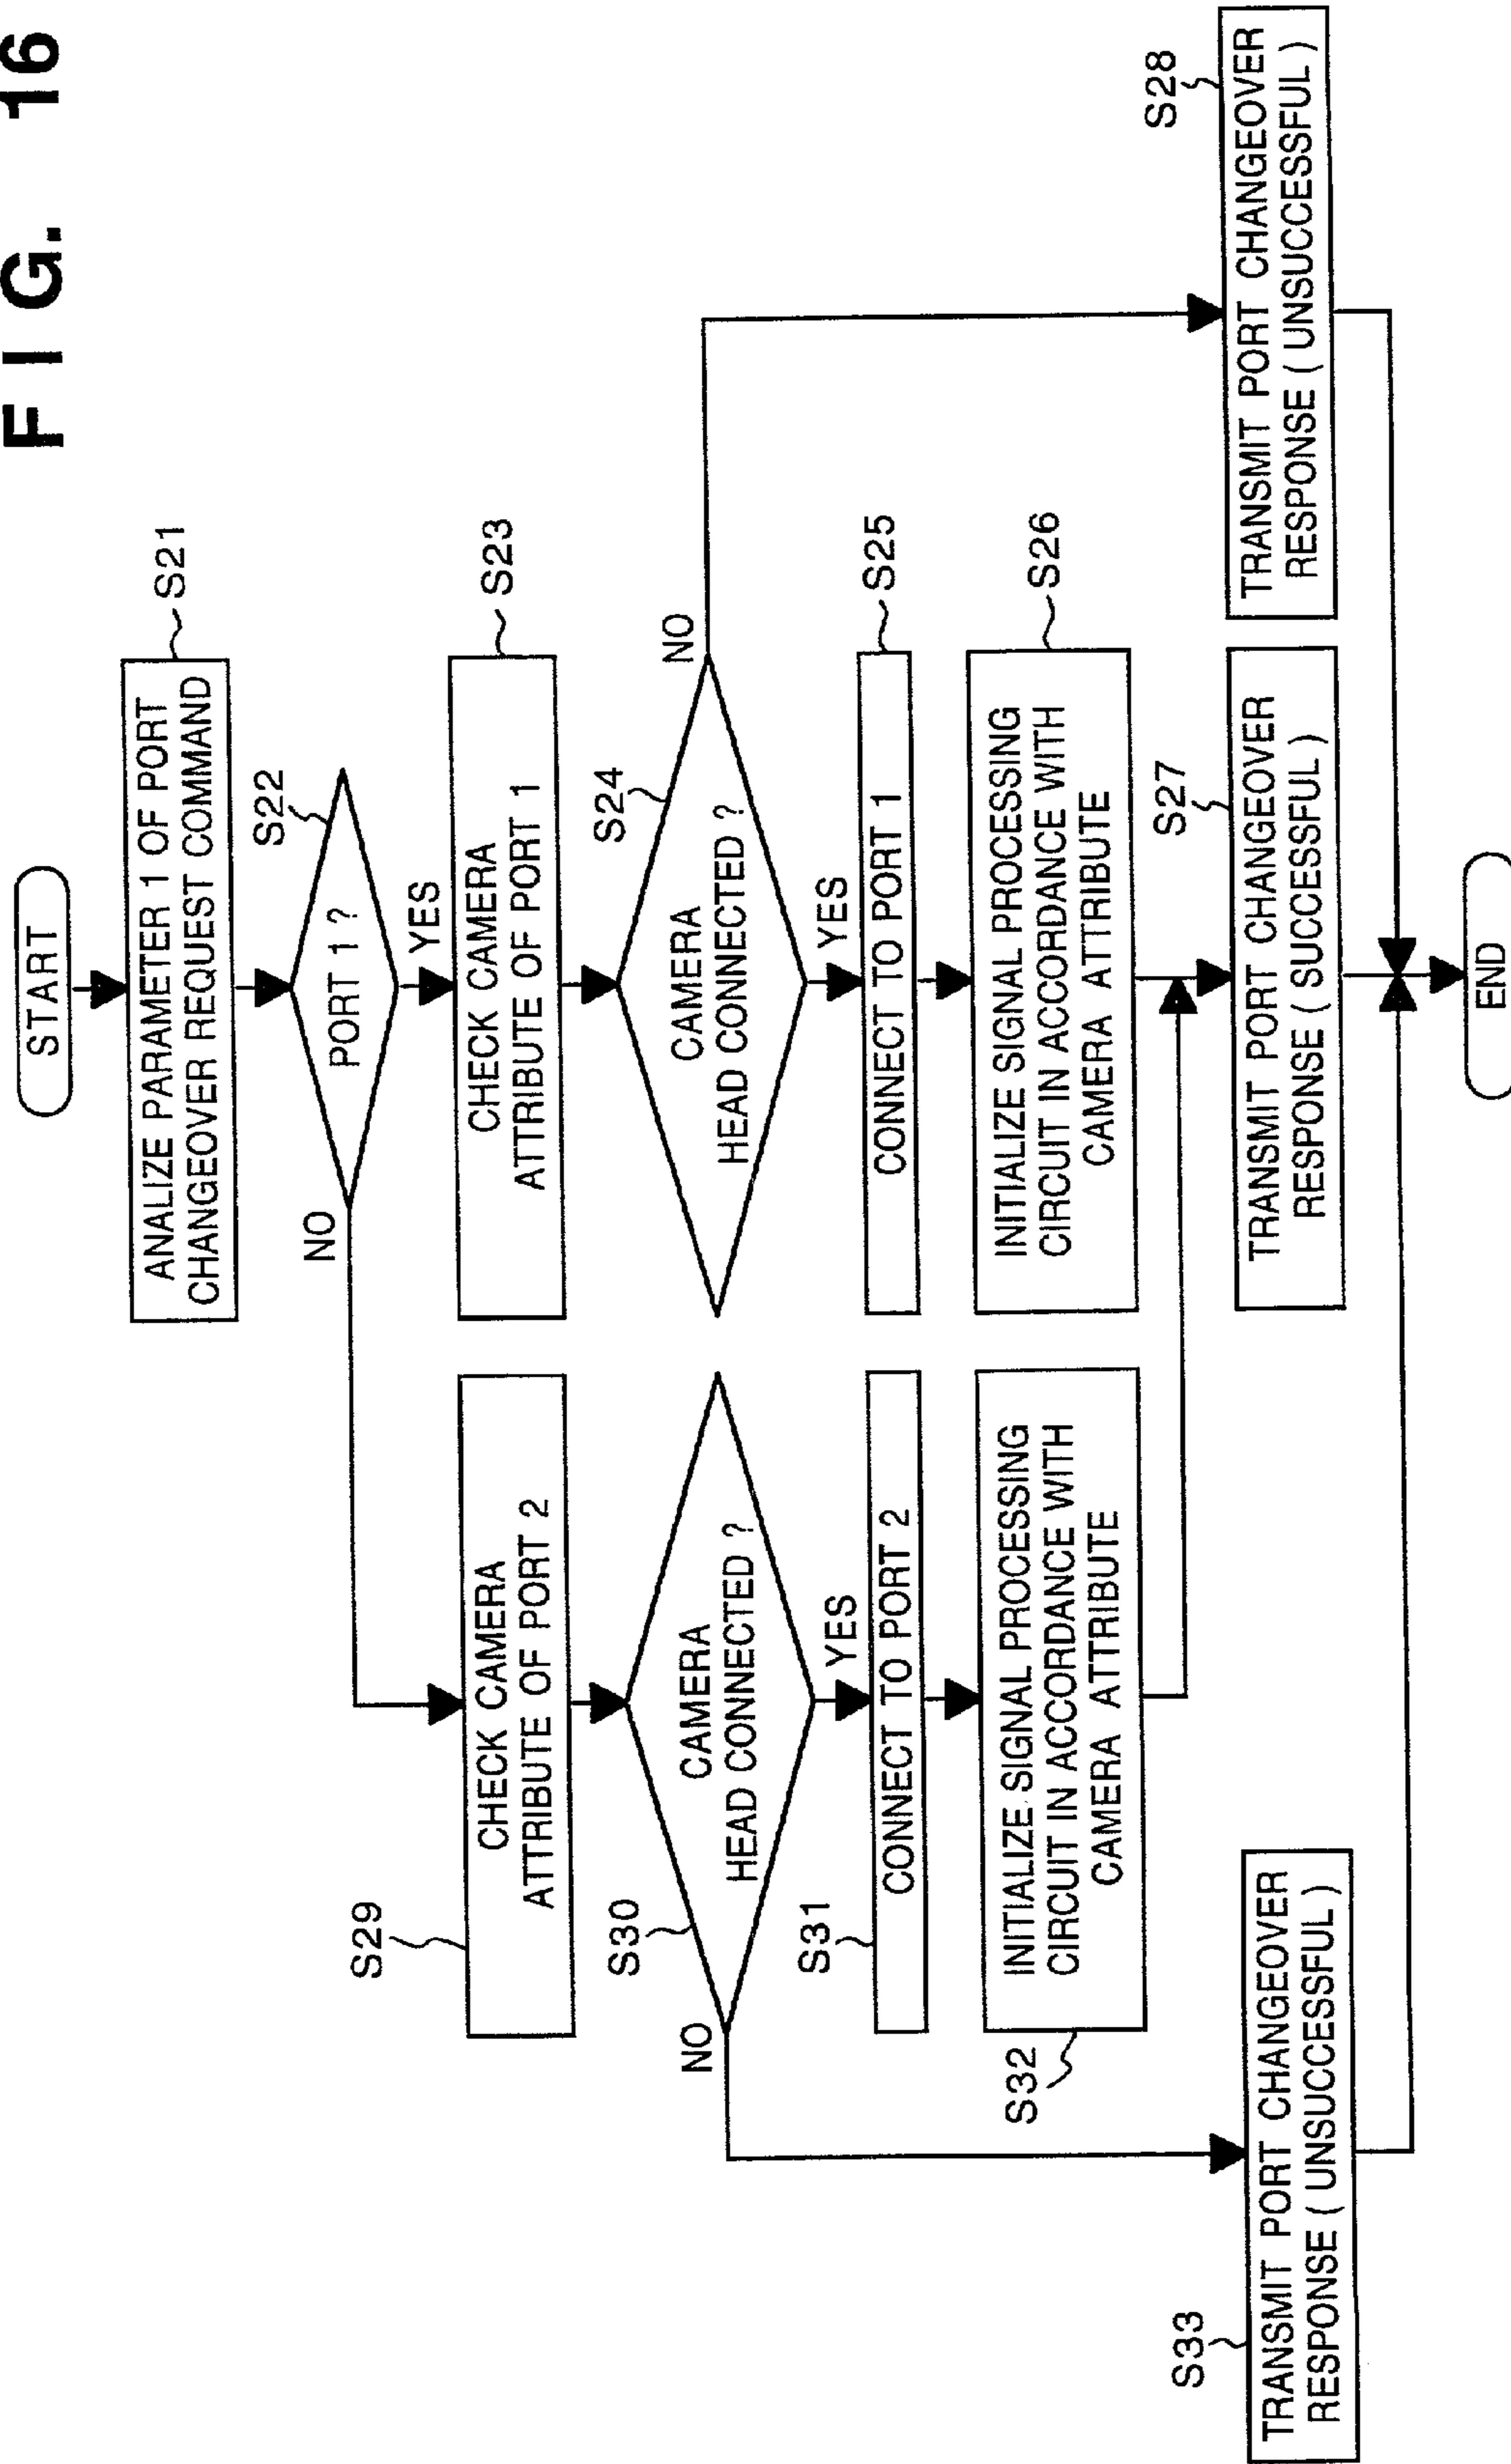 FIG. 16
START
ANALIZE PARAMETER 1 OF PORT
CHANGEOVER REQUEST COMMAND
S21
S22
PORT 1 ?
NO
YES
CHECK CAMERA
ATTRIBUTE OF PORT 1
S23
S24
CAMERA
HEAD CONNECTED ?
NO
YES
CONNECT TO PORT 1
S25
INITIALIZE SIGNAL PROCESSING
CIRCUIT IN ACCORDANCE WITH
CAMERA ATTRIBUTE
S26
S27
TRANSMIT PORT CHANGEOVER
RESPONSE ( SUCCESSFUL )
S28
TRANSMIT PORT CHANGEOVER
RESPONSE ( UNSUCCESSFUL )
S29
CHECK CAMERA
ATTRIBUTE OF PORT 2
S30
CAMERA
HEAD CONNECTED ?
NO
YES
S31
CONNECT TO PORT 2
INITIALIZE SIGNAL PROCESSING
CIRCUIT IN ACCORDANCE WITH
CAMERA ATTRIBUTE
S32
S33
TRANSMIT PORT CHANGEOVER
RESPONSE ( UNSUCCESSFUL )
END